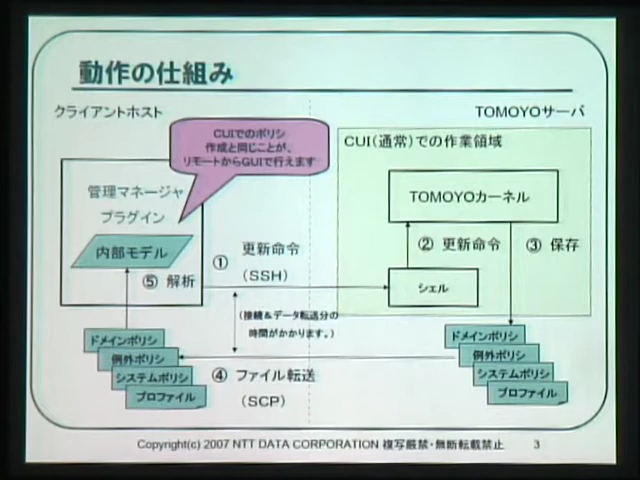 動作の仕組み
クライアントホスト
TOMOYOサーバ
CUIでのポリシ
作成と同じことが、
リモートからGUIで行えます
CUI(通常)での作業領域
管理マネージャ
プラグイン
内部モデル
TOMOYOカーネル
① 更新命令
(SSH)
② 更新命令
③ 保存
⑤ 解析
シェル
(接続&データ転送分の
時間がかかります。)
ドメインポリシ
例外ポリシ
システムポリシ
プロファイル
ドメインポリシ
例外ポリシ
システムポリシ
プロファイル
④ ファイル転送
(SCP)
Copyright(c) 2007 NTT DATA CORPORATION 複写厳禁・無断転載禁止
3